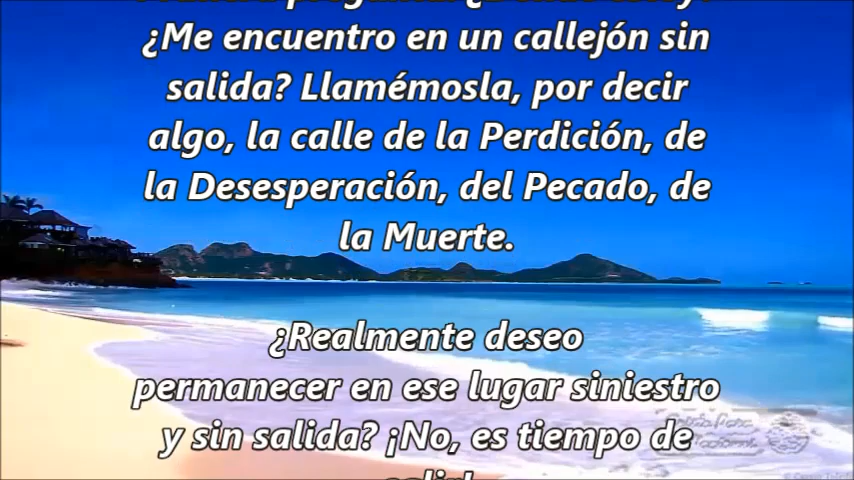 ¿Me encuentro en un callejón sin
salida? Llamémosla, por decir
algo, la calle de la Perdición, de
la Desesperación, del Pecado, de
la Muerte.
¿Realmente deseo
permanecer en ese lugar siniestro
y sin salida? ¡No, es tiempo de
salir!